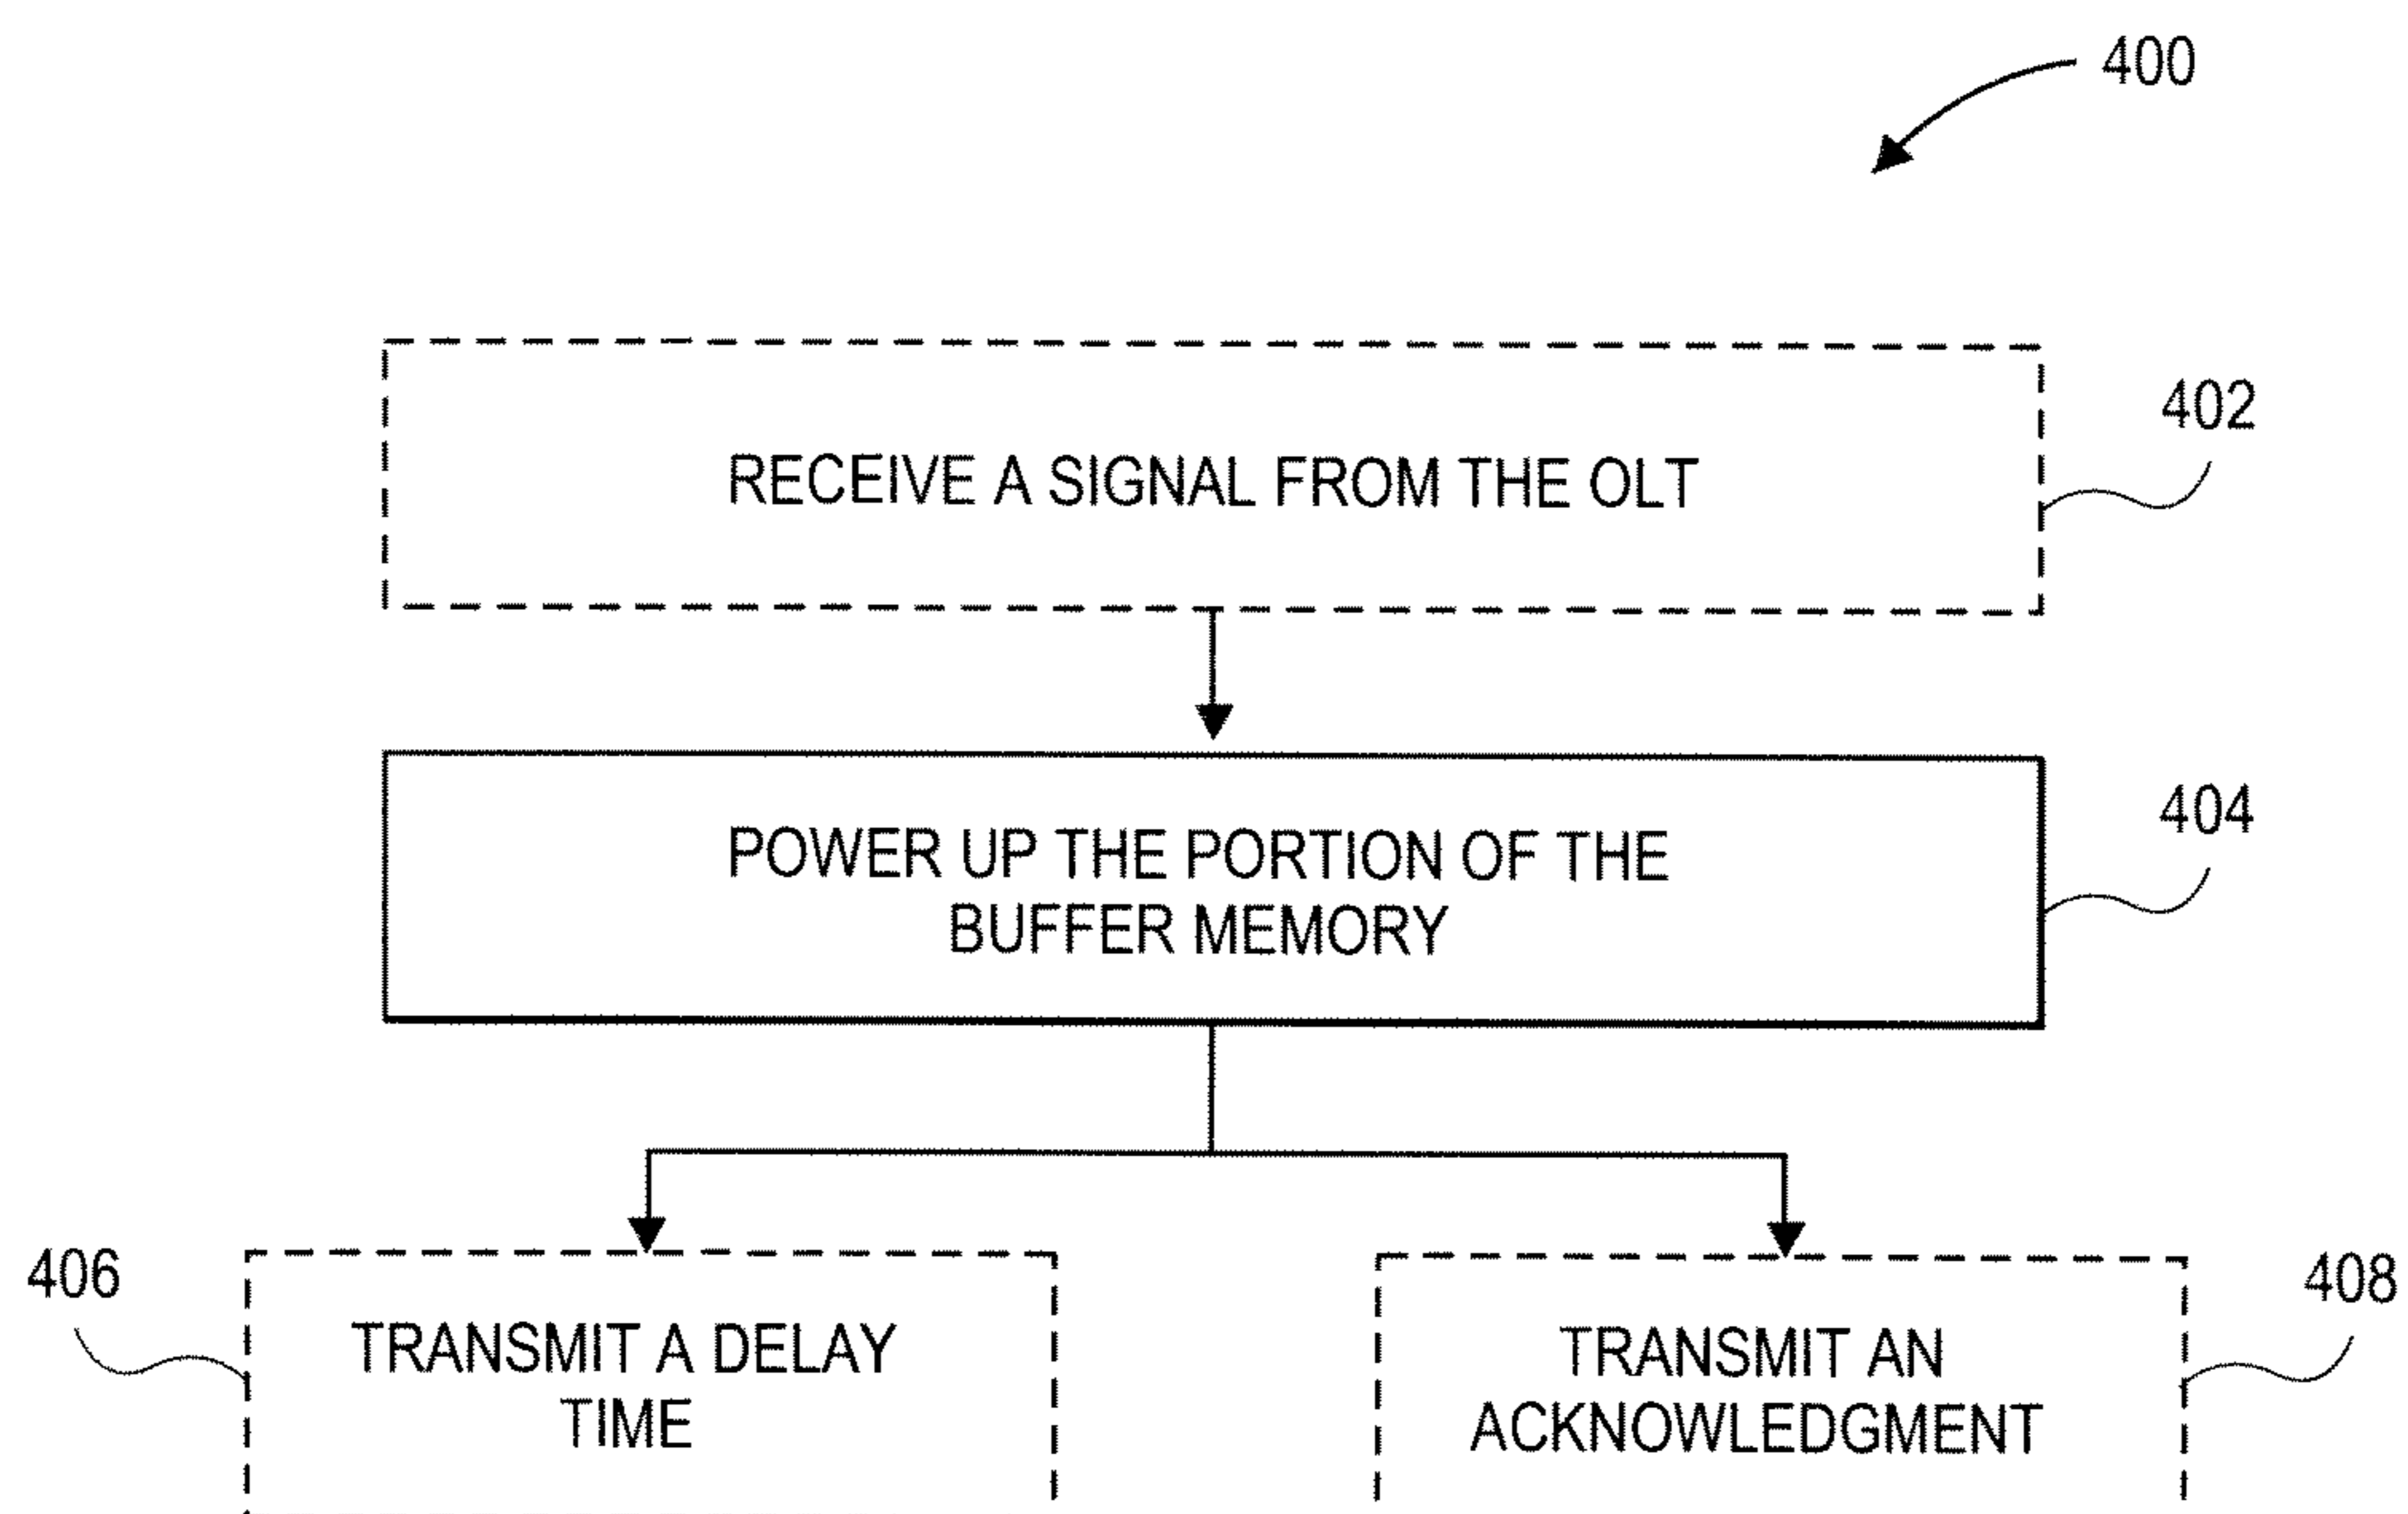 400
402
RECEIVE A SIGNAL FROM THE OLT
404
POWER UP THE PORTION OF THE
BUFFER MEMORY
406
TRANSMIT A DELAY
TIME
408
TRANSMIT AN
ACKNOWLEDGMENT